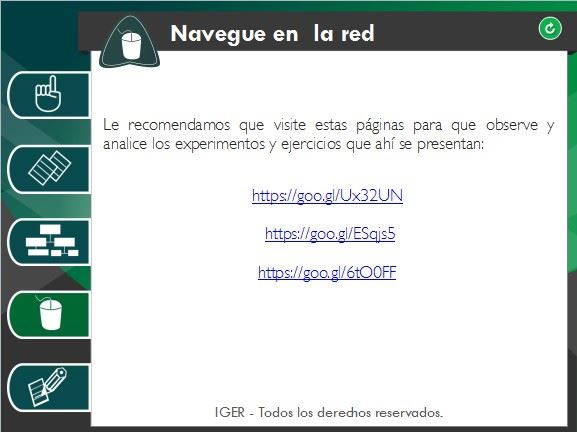 Navegue en la red
Le recomendamos que visite estas páginas para que observe y
analice los experimentos y ejercicios que ahí se presentan:
https://goo.gl/Ux32UN
https://goo.gl/ESqjs5
https://goo.gl/6tO0FF
IGER - Todos los derechos reservados.